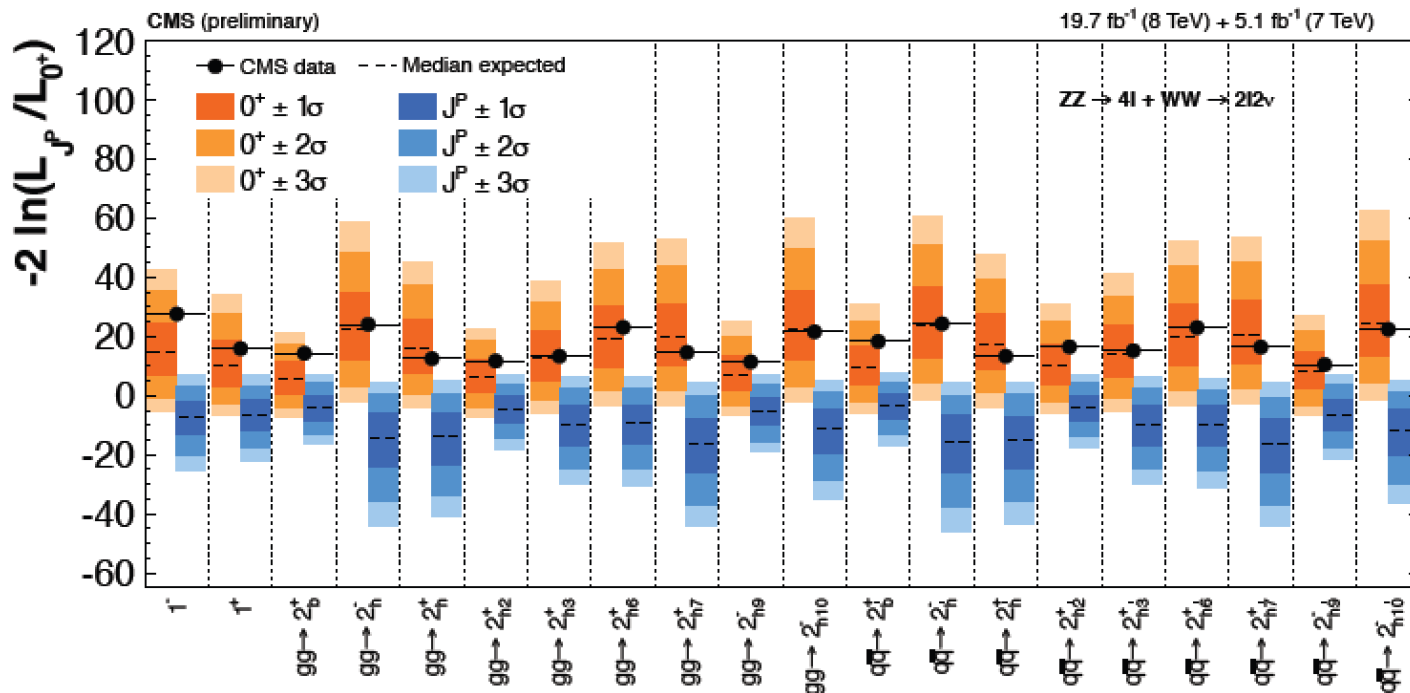 CMS (preliminary)
19.7 fb⁻¹ (8 TeV) + 5.1 fb⁻¹ (7 TeV)
-2 ln(L_Jᴾ /L_0⁺)
120
100
80
60
40
20
0
-20
-40
-60
CMS data
Median expected
0⁺ ± 1σ
Jᴾ ± 1σ
0⁺ ± 2σ
Jᴾ ± 2σ
0⁺ ± 3σ
Jᴾ ± 3σ
ZZ → 4l + WW → 2l2ν
1⁻
1⁺
gg→ 2⁺_b
gg→ 2⁻_h
gg→ 2⁺_h
gg→ 2⁺_h2
gg→ 2⁺_h3
gg→ 2⁺_h6
gg→ 2⁺_h7
gg→ 2⁻_h9
gg→ 2⁻_h10
qq̅→ 2⁺_b
qq̅→ 2⁻_h
qq̅→ 2⁺_h
qq̅→ 2⁺_h2
qq̅→ 2⁺_h3
qq̅→ 2⁺_h6
qq̅→ 2⁺_h7
qq̅→ 2⁻_h9
qq̅→ 2⁻_h10